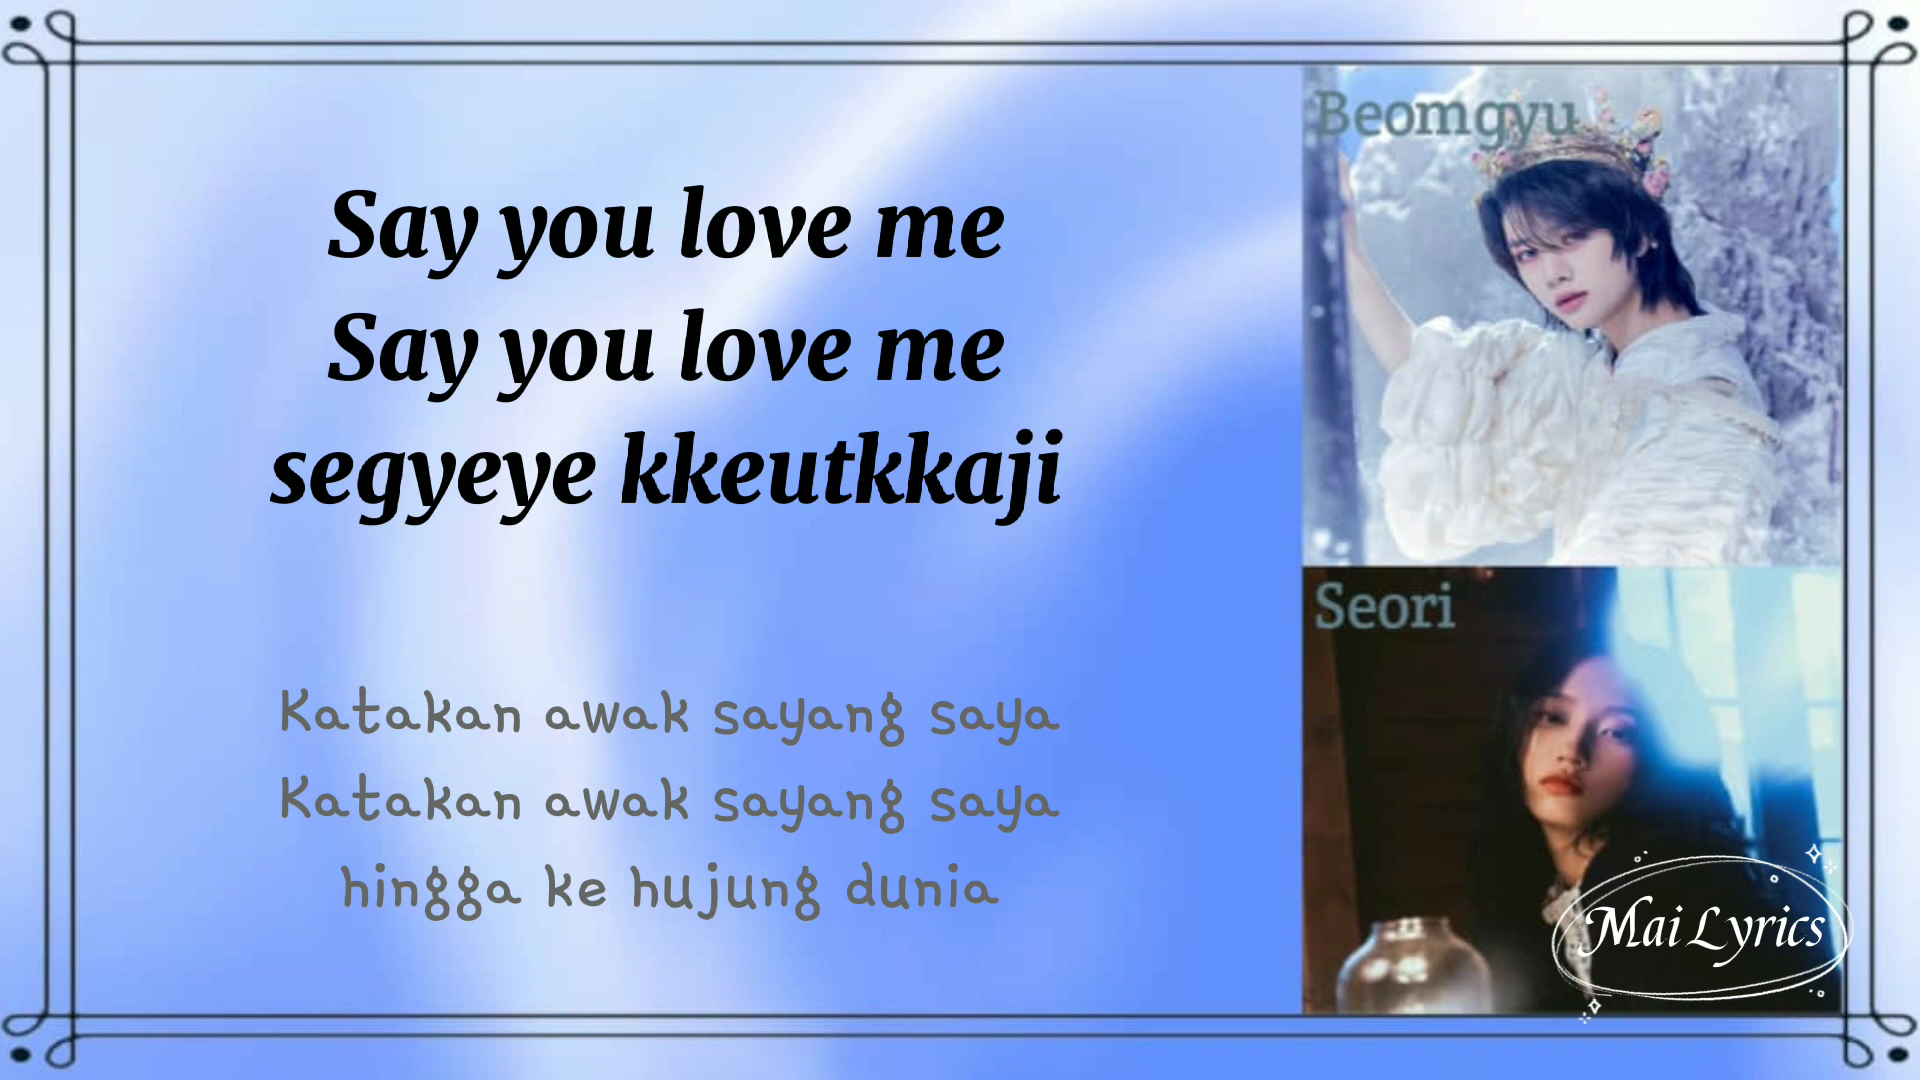 Say you love me
Say you love me
segyeye kkeutkkaji
Katakan awak sayang saya
Katakan awak sayang saya
hingga ke hujung dunia
Beomgyu
Seori
Mai Lyrics